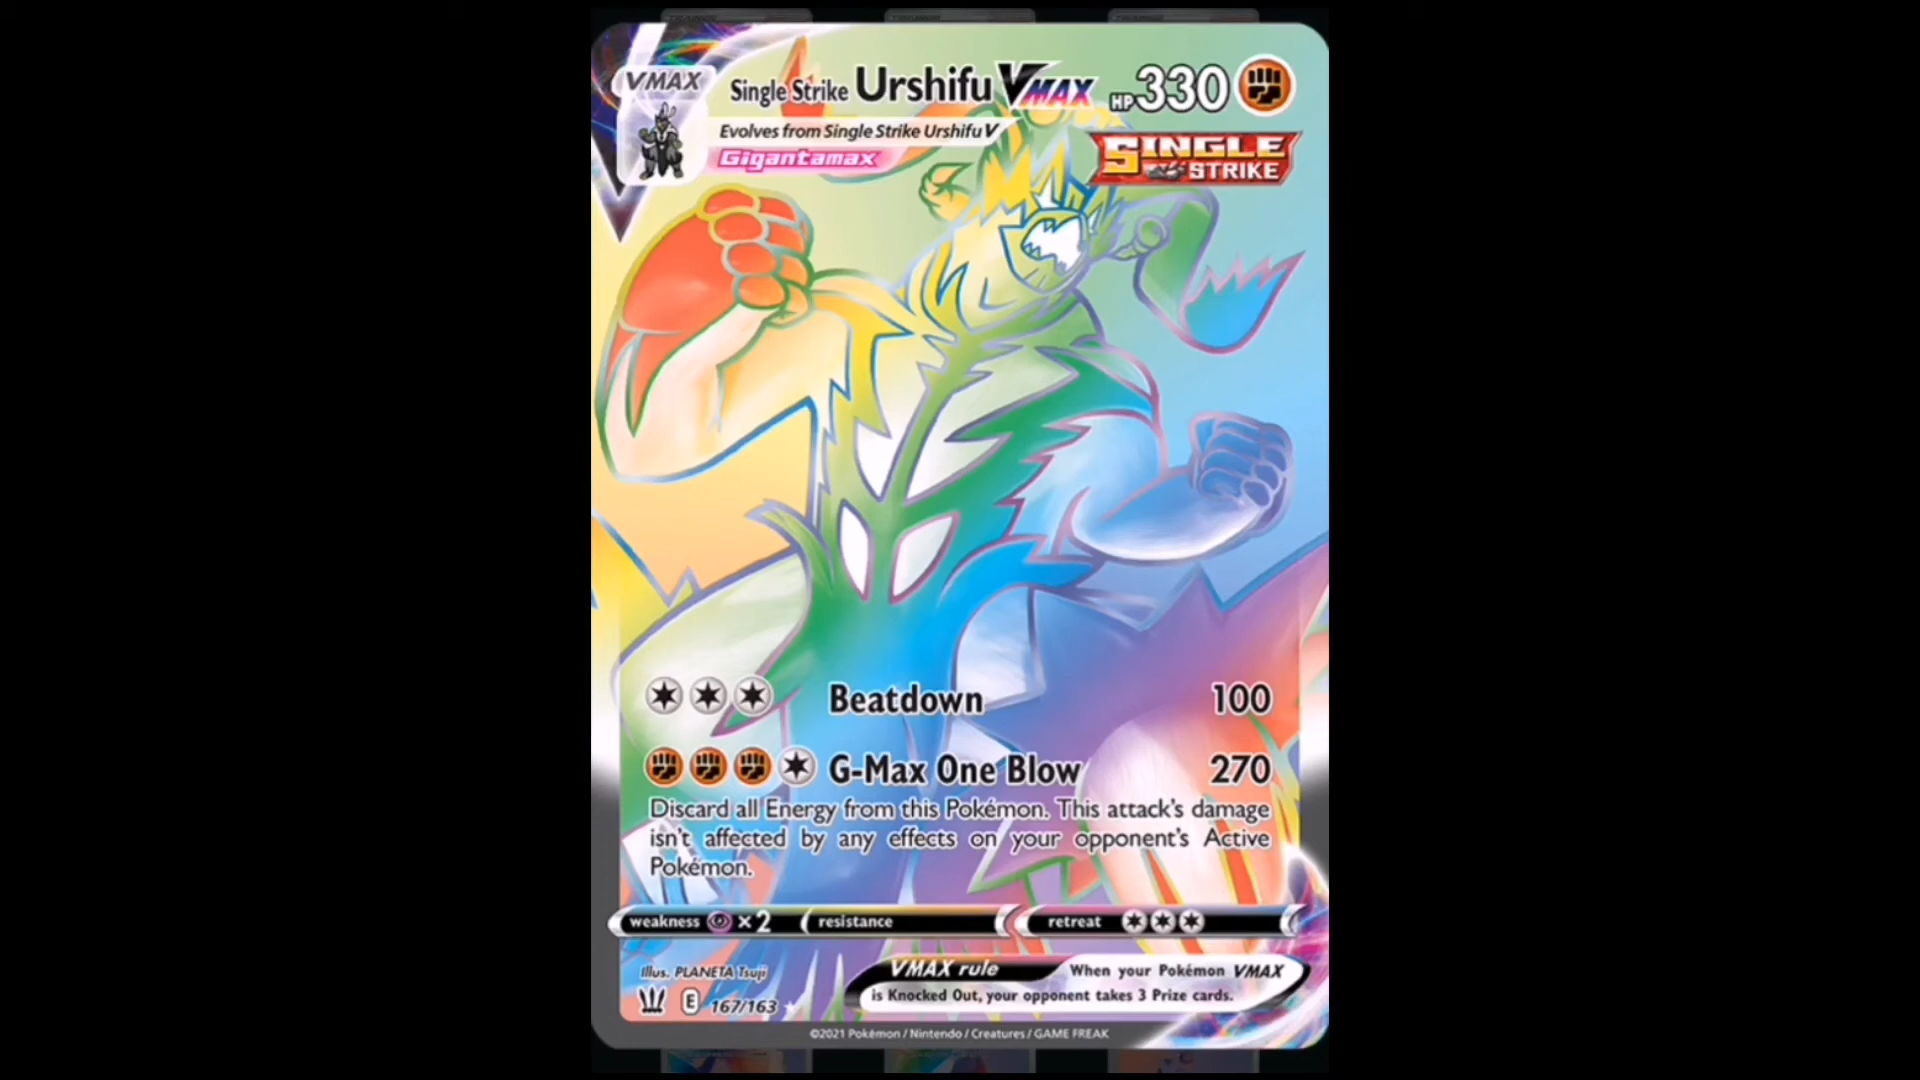 VMAX
Single Strike Urshifu VMAX HP 330
Evolves from Single Strike Urshifu V
Gigantamax
SINGLE
STRIKE
Beatdown 100
G-Max One Blow 270
Discard all Energy from this Pokémon. This attack's damage
isn't affected by any effects on your opponent's Active
Pokémon.
weakness ×2 resistance retreat
Illus. PLANETA Tsuji
VMAX rule When your Pokémon VMAX
is Knocked Out, your opponent takes 3 Prize cards.
E 167/163
©2021 Pokémon / Nintendo / Creatures / GAME FREAK